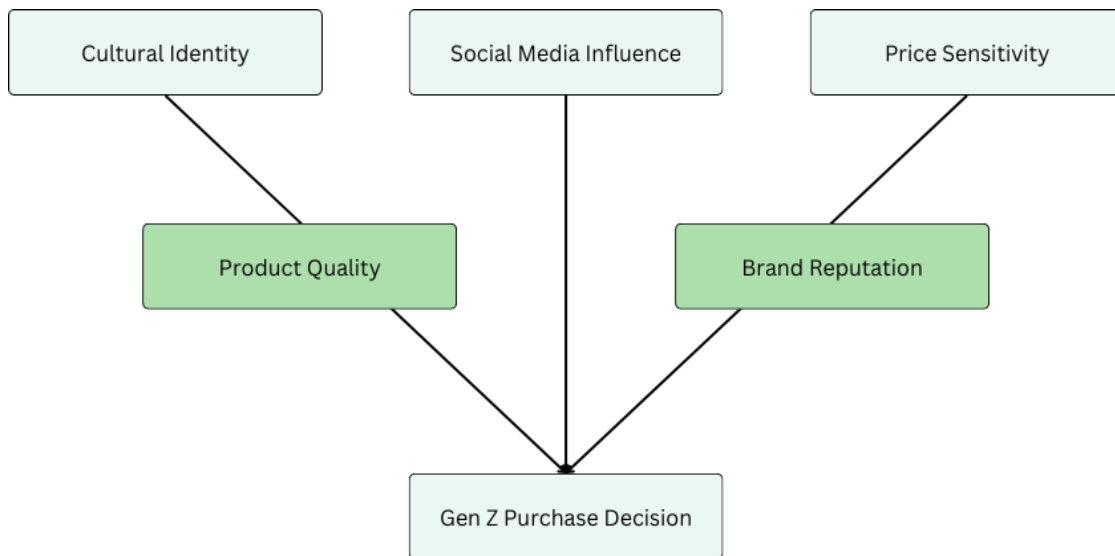 Cultural Identity
Social Media Influence
Price Sensitivity
Product Quality
Brand Reputation
Gen Z Purchase Decision